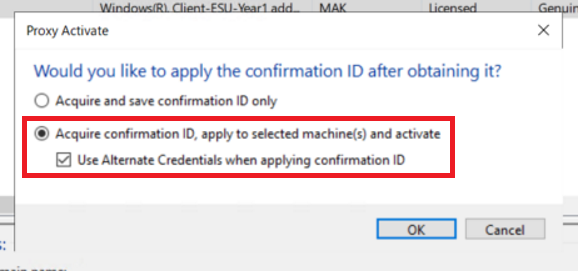 Windows(R), Client-ESU-Year1 add... MAK Licensed Genuin
Proxy Activate
Would you like to apply the confirmation ID after obtaining it?
Acquire and save confirmation ID only
Acquire confirmation ID, apply to selected machine(s) and activate
Use Alternate Credentials when applying confirmation ID
OK Cancel
s:
main name: